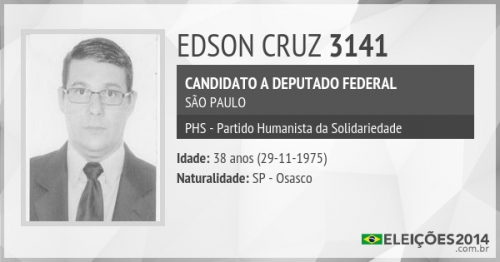 EDSON CRUZ 3141
CANDIDATO A DEPUTADO FEDERAL
SÃO PAULO
PHS - Partido Humanista da Solidariedade
Idade: 38 anos (29-11-1975)
Naturalidade: SP - Osasco
ELEIÇÕES2014
.com.br